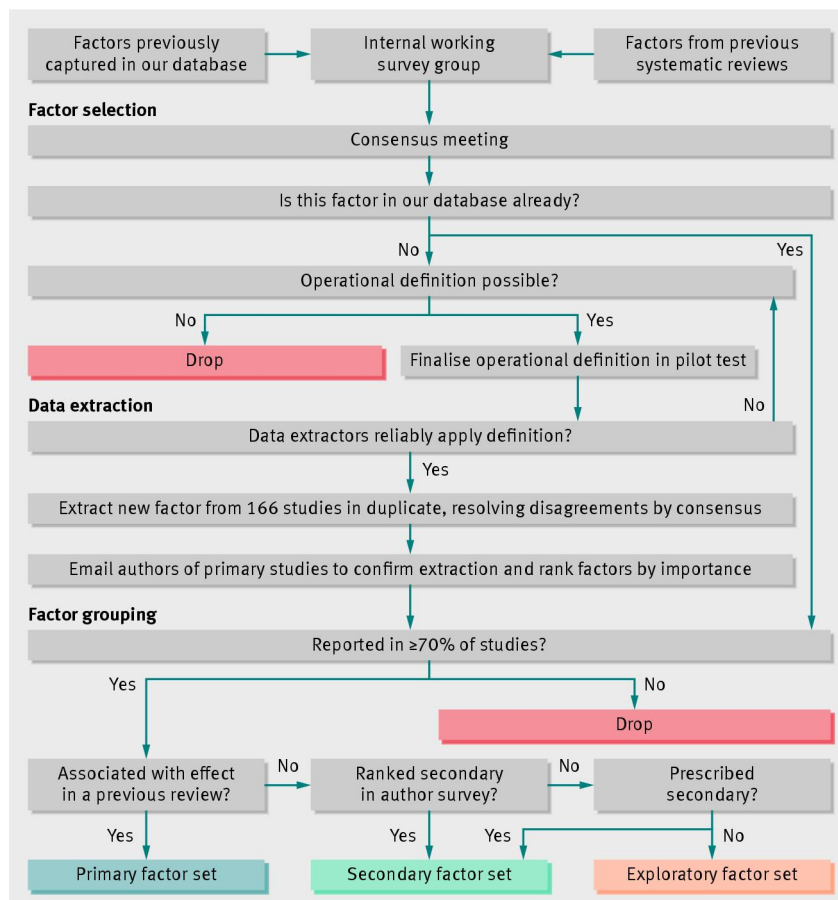 Factors previously
captured in our database
Internal working
survey group
Factors from previous
systematic reviews
Factor selection
Consensus meeting
Is this factor in our database already?
No
Yes
Operational definition possible?
No
Yes
Drop
Finalise operational definition in pilot test
Data extraction
No
Data extractors reliably apply definition?
Yes
Extract new factor from 166 studies in duplicate, resolving disagreements by consensus
Email authors of primary studies to confirm extraction and rank factors by importance
Factor grouping
Reported in ≥70% of studies?
Yes
No
Drop
Associated with effect
in a previous review?
No
Ranked secondary
in author survey?
No
Prescribed
secondary?
Yes
Yes
Yes
No
Primary factor set
Secondary factor set
Exploratory factor set